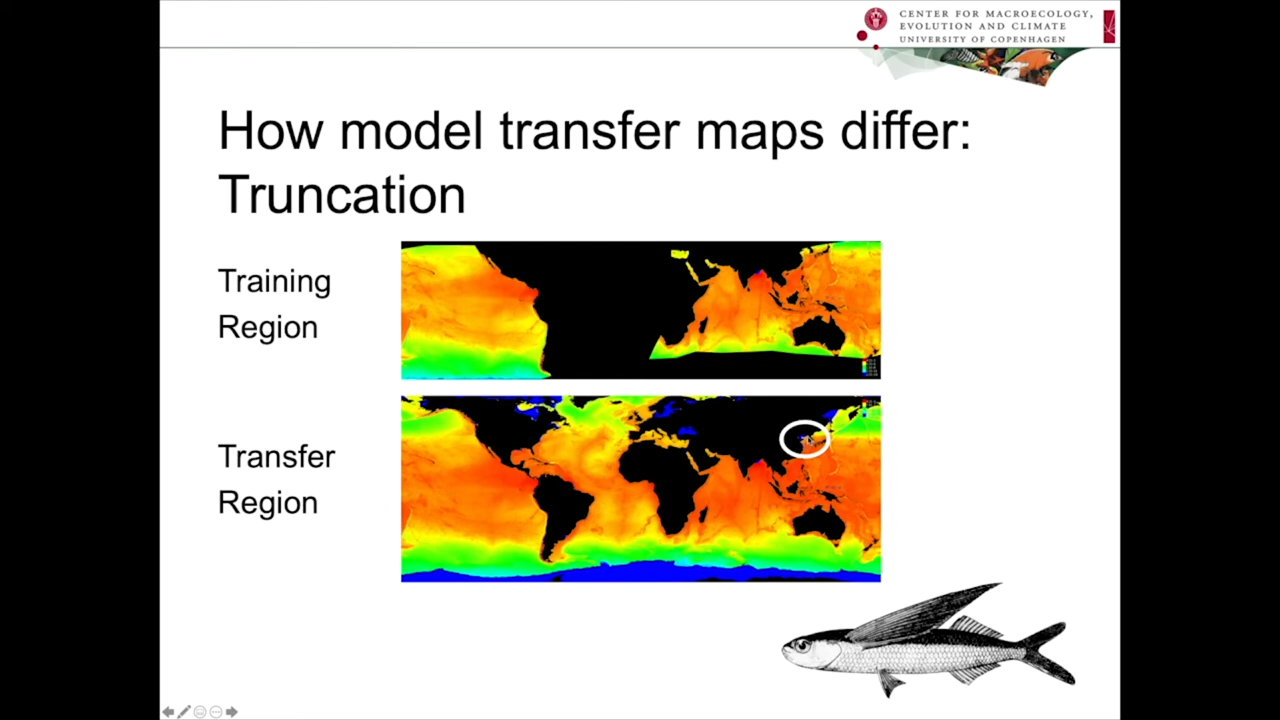 CENTER FOR MACROECOLOGY,
EVOLUTION AND CLIMATE
UNIVERSITY OF COPENHAGEN
How model transfer maps differ:
Truncation
Training
Region
Transfer
Region